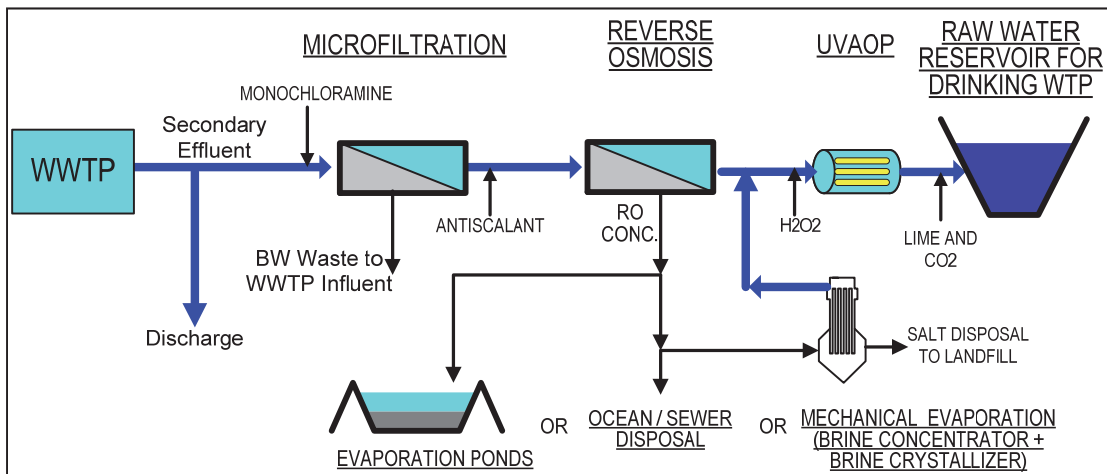 MICROFILTRATION
REVERSE
OSMOSIS
UVAOP
RAW WATER
RESERVOIR FOR
DRINKING WTP
MONOCHLORAMINE
Secondary
Effluent
WWTP
ANTISCALANT
H2O2
LIME AND
CO2
BW Waste to
WWTP Influent
RO
CONC.
Discharge
SALT DISPOSAL
TO LANDFILL
EVAPORATION PONDS
OR
OCEAN / SEWER
DISPOSAL
OR
MECHANICAL EVAPORATION
(BRINE CONCENTRATOR +
BRINE CRYSTALLIZER)